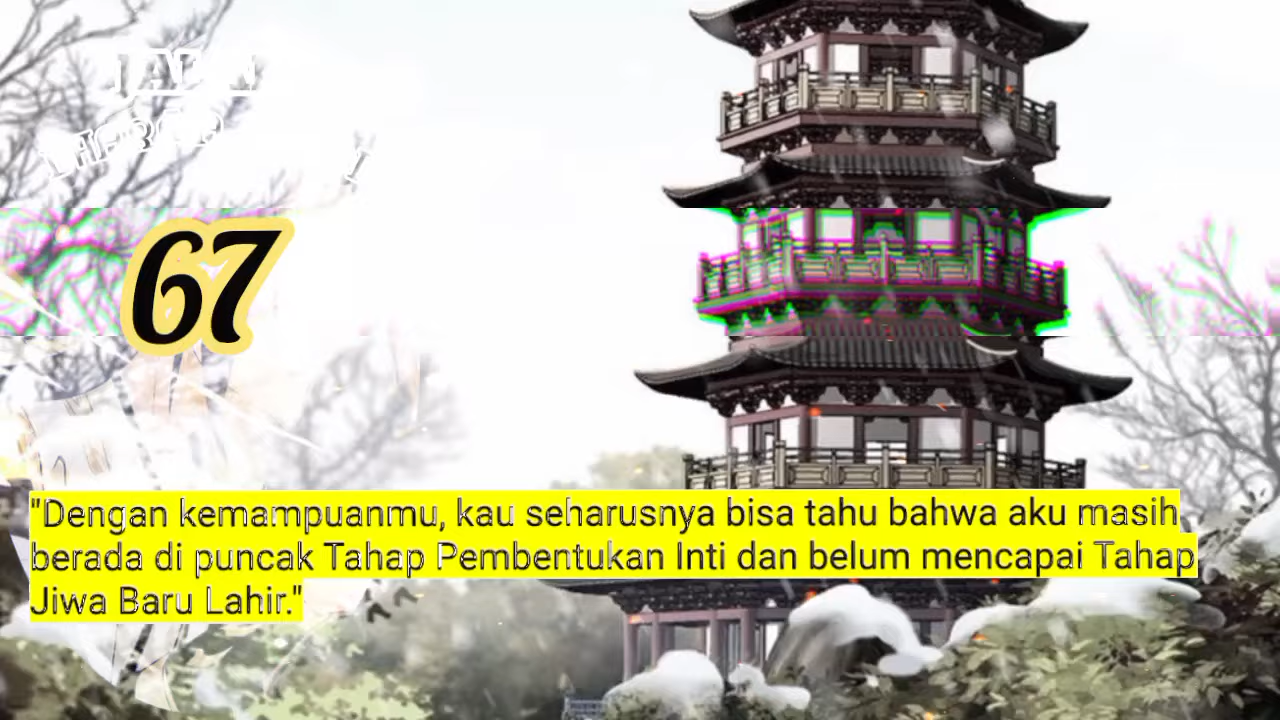 67
"Dengan kemampuanmu, kau seharusnya bisa tahu bahwa aku masih
berada di puncak Tahap Pembentukan Inti dan belum mencapai Tahap
Jiwa Baru Lahir."